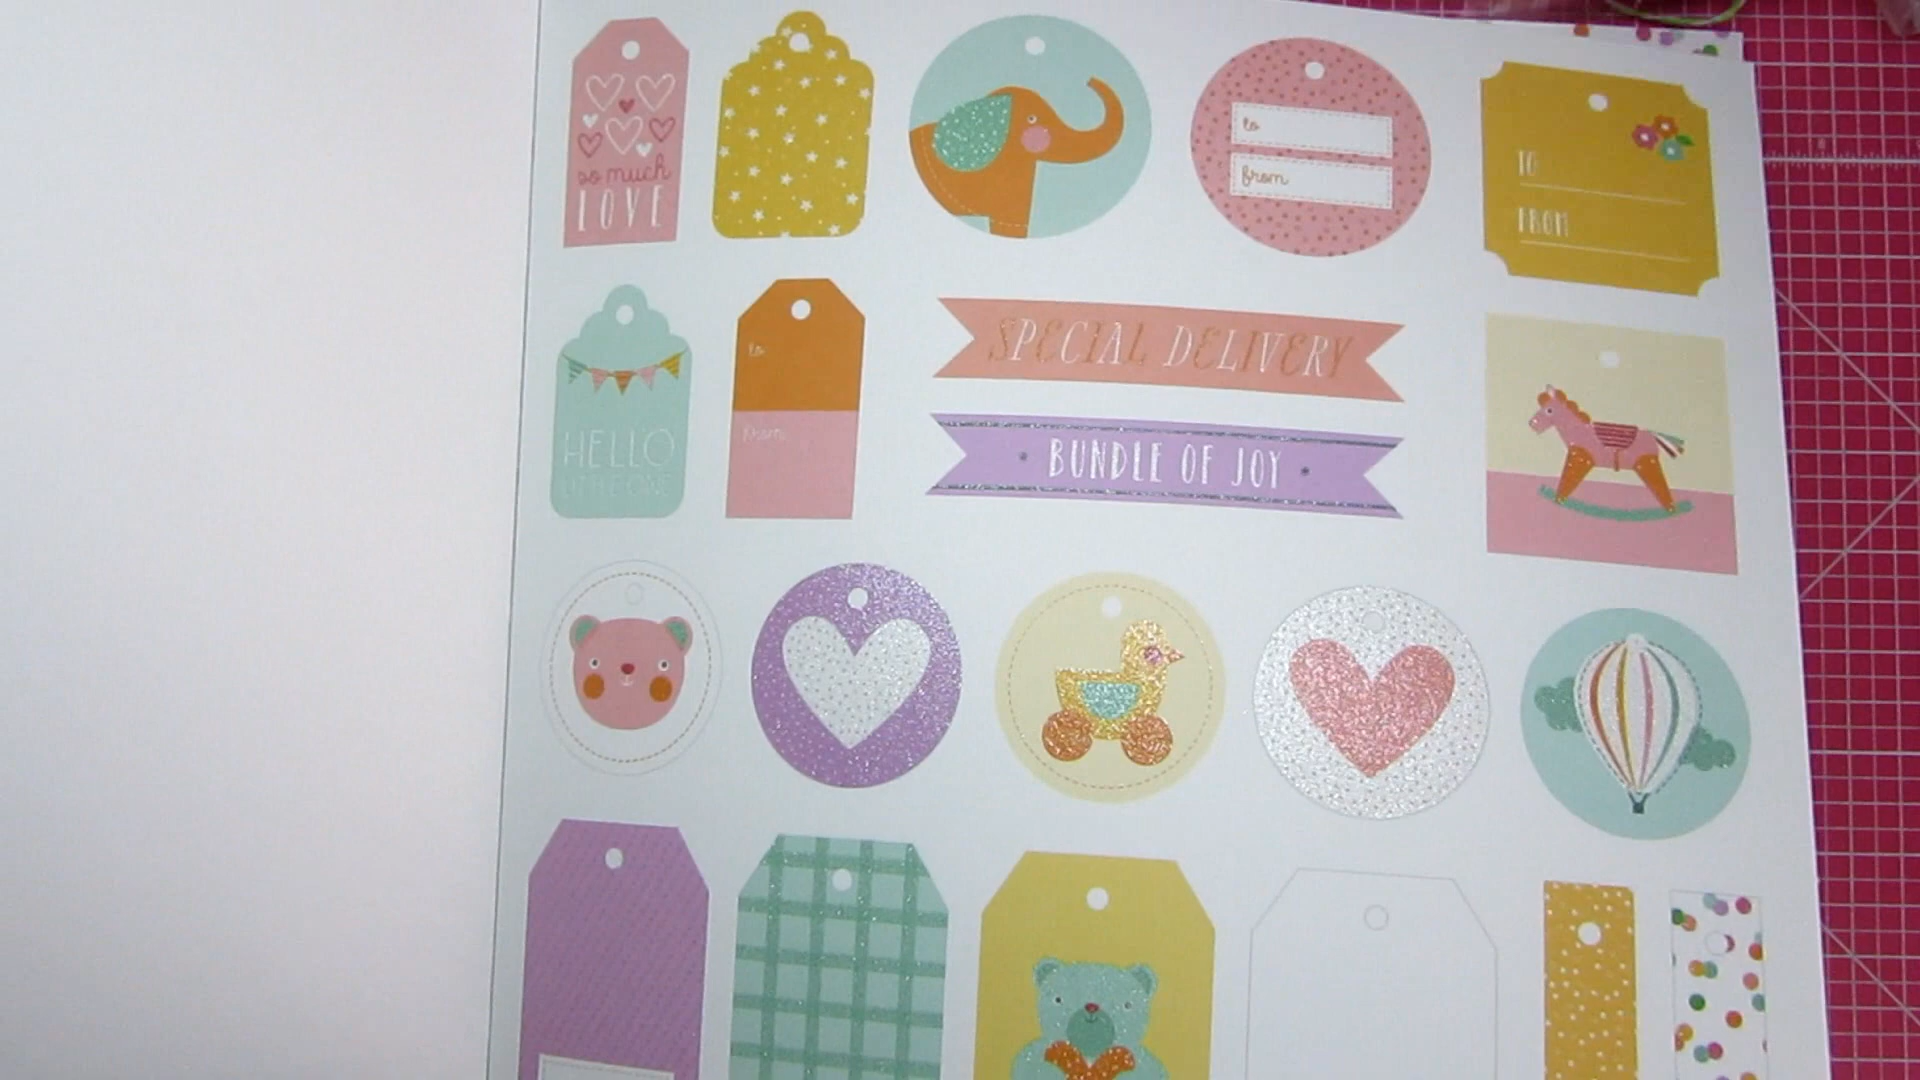 so much
LOVE
to
from
TO
FROM
HELLO
LITTLE ONE
to
from
SPECIAL DELIVERY
BUNDLE OF JOY